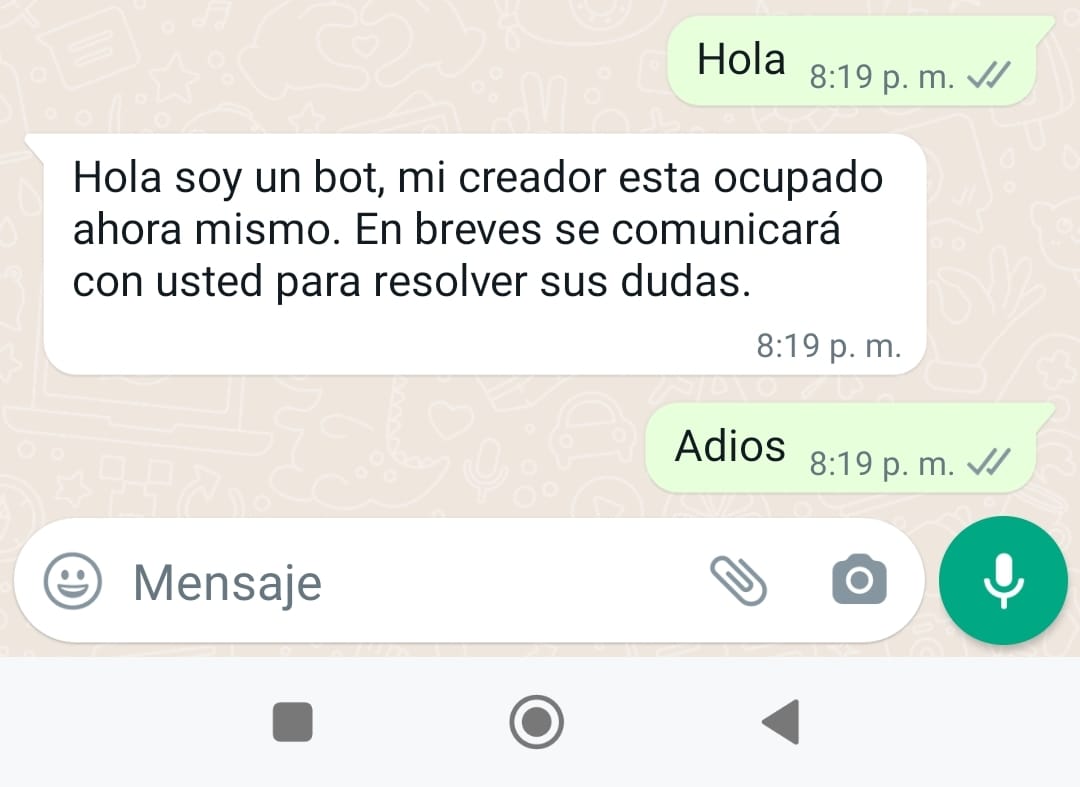 Hola 8:19 p. m.
Hola soy un bot, mi creador esta ocupado
ahora mismo. En breves se comunicará
con usted para resolver sus dudas.
8:19 p. m.
Adios 8:19 p. m.
Mensaje